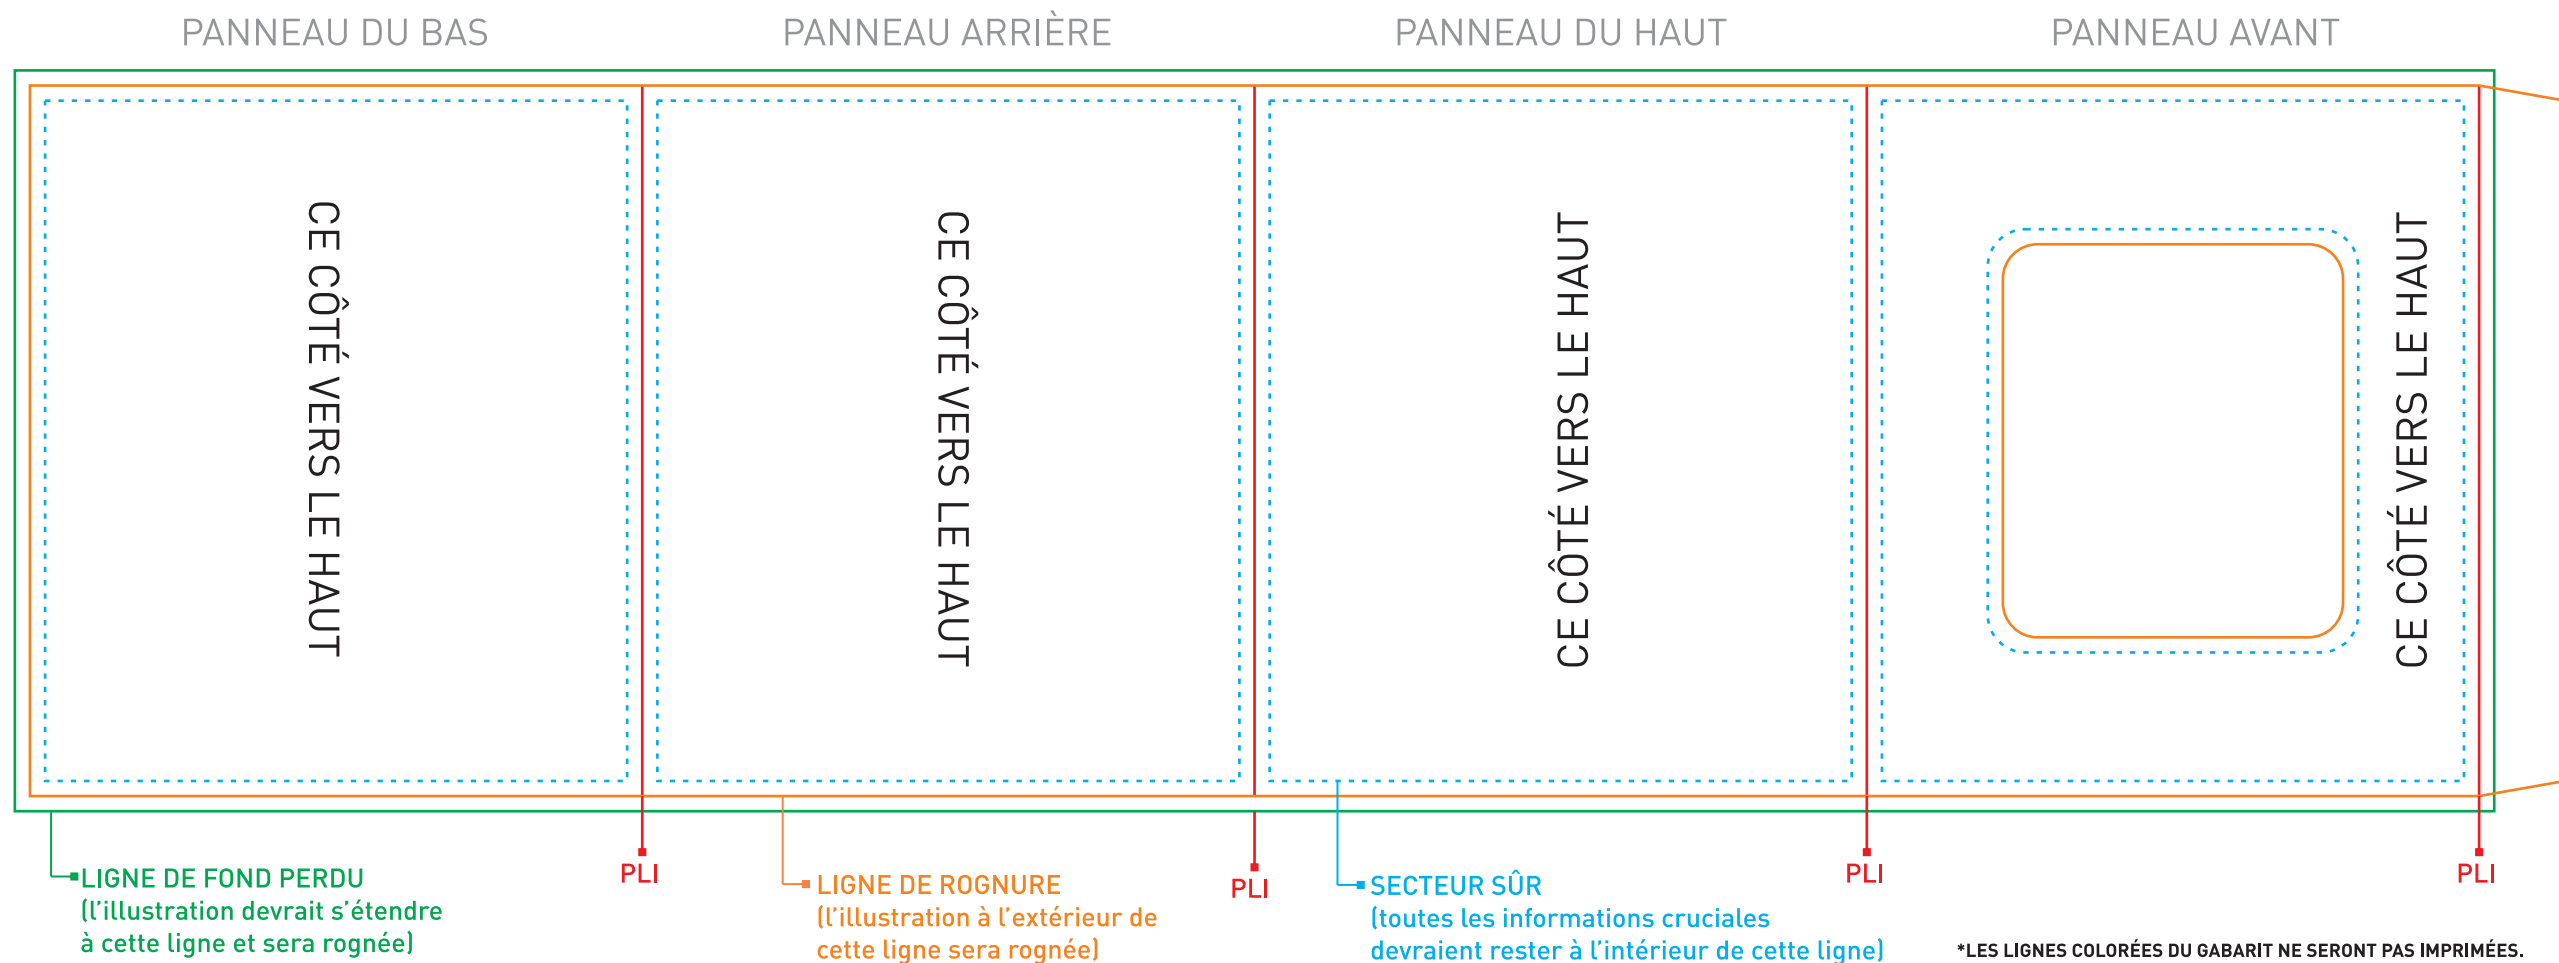 PANNEAU DU BAS
PANNEAU ARRIÈRE
PANNEAU DU HAUT
PANNEAU AVANT
CE CÔTÉ VERS LE HAUT
CE CÔTÉ VERS LE HAUT
CE CÔTÉ VERS LE HAUT
CE CÔTÉ VERS LE HAUT
LIGNE DE FOND PERDU
(l’illustration devrait s’étendre
à cette ligne et sera rognée)
PLI
LIGNE DE ROGNURE
(l’illustration à l’extérieur de
cette ligne sera rognée)
PLI
SECTEUR SÛR
(toutes les informations cruciales
devraient rester à l’intérieur de cette ligne)
PLI
PLI
*LES LIGNES COLORÉES DU GABARIT NE SERONT PAS IMPRIMÉES.